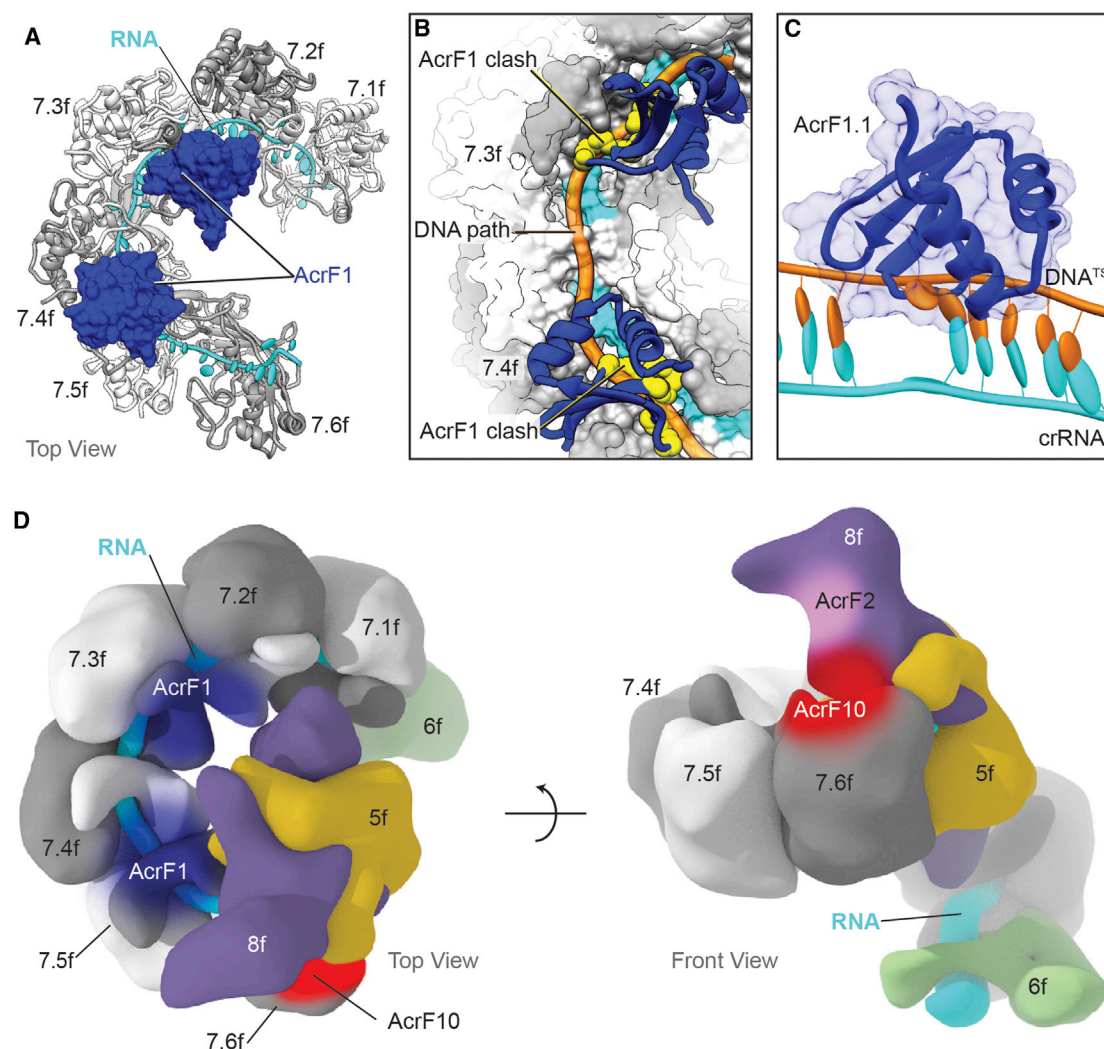 A
RNA
7.2f
7.1f
7.3f
7.4f
AcrF1
7.5f
7.6f
Top View
B
AcrF1 clash
7.3f
DNA path
7.4f
AcrF1 clash
C
AcrF1.1
DNATS
crRNA
D
RNA
7.2f
7.1f
7.3f
AcrF1
6f
5f
7.4f
AcrF1
7.5f
8f
Top View
AcrF10
7.6f
8f
AcrF2
7.4f
AcrF10
7.5f
7.6f
5f
RNA
Front View
6f